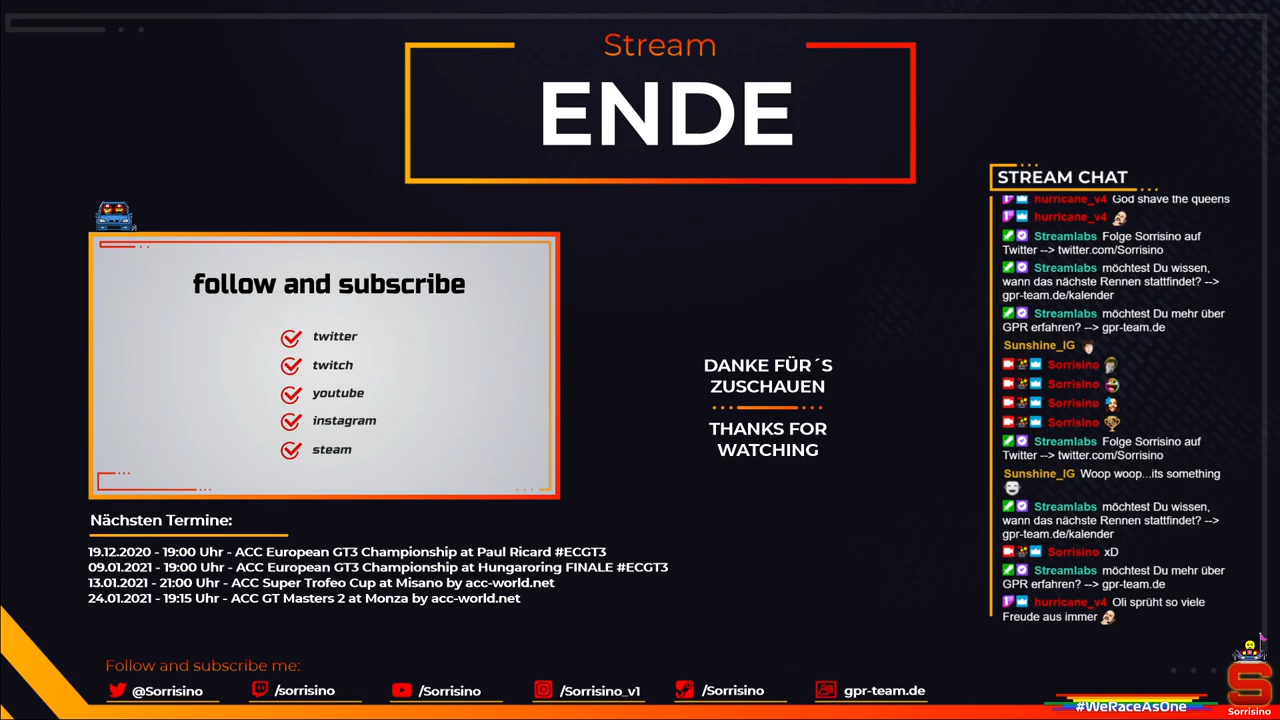 Stream
ENDE
STREAM CHAT
hurricane_v4 God shave the queens
hurricane_v4
Streamlabs Folge Sorrisino auf
Twitter --> twitter.com/Sorrisino
Streamlabs möchtest Du wissen,
wann das nächste Rennen stattfindet? -->
gpr-team.de/kalender
Streamlabs möchtest Du mehr über
GPR erfahren? --> gpr-team.de
Sunshine_IG
Sorrisino
Sorrisino
Sorrisino
Sorrisino
Streamlabs Folge Sorrisino auf
Twitter --> twitter.com/Sorrisino
Sunshine_IG Woop woop...its something
Streamlabs möchtest Du wissen,
wann das nächste Rennen stattfindet? -->
gpr-team.de/kalender
Sorrisino xD
Streamlabs möchtest Du mehr über
GPR erfahren? --> gpr-team.de
hurricane_v4 Oli sprüht so viele
Freude aus immer
follow and subscribe
twitter
twitch
youtube
instagram
steam
DANKE FÜR´S
ZUSCHAUEN
THANKS FOR
WATCHING
Nächsten Termine:
19.12.2020 - 19:00 Uhr - ACC European GT3 Championship at Paul Ricard #ECGT3
09.01.2021 - 19:00 Uhr - ACC European GT3 Championship at Hungaroring FINALE #ECGT3
13.01.2021 - 21:00 Uhr - ACC Super Trofeo Cup at Misano by acc-world.net
24.01.2021 - 19:15 Uhr - ACC GT Masters 2 at Monza by acc-world.net
Follow and subscribe me:
@Sorrisino
/sorrisino
/Sorrisino
/Sorrisino_v1
/Sorrisino
gpr-team.de
#WeRaceAsOne
S
Sorrisino